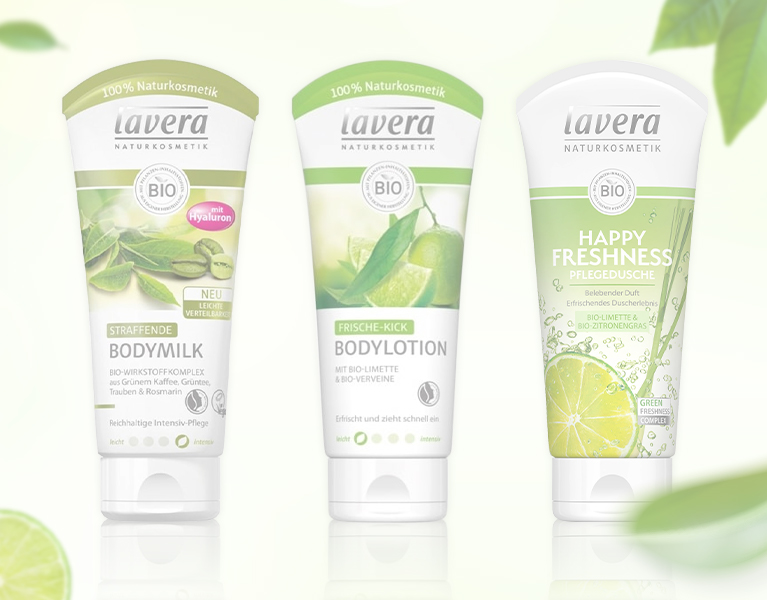 100% Naturkosmetik
lavera
NATURKOSMETIK
BIO
mit
Hyaluron
NEU
LEICHTE
STRAFFENDE
BODYMILK
BIO-WIRKSTOFFKOMPLEX
aus Grünem Kaffee, Grüntee,
Trauben & Rosmarin
Reichhaltige Intensiv-Pflege
leicht intensiv
100% Naturkosmetik
lavera
NATURKOSMETIK
BIO
FRISCHE-KICK
BODYLOTION
MIT BIO-LIMETTE
& BIO-VERVEINE
Erfrischt und zieht schnell ein
leicht intensiv
lavera
NATURKOSMETIK
BIO
HAPPY
FRESHNESS
PFLEGEDUSCHE
Belebender Duft
Erfrischendes Duscherlebnis
BIO-LIMETTE &
BIO-ZITRONENGRAS
GREEN
FRESHNESS
COMPLEX